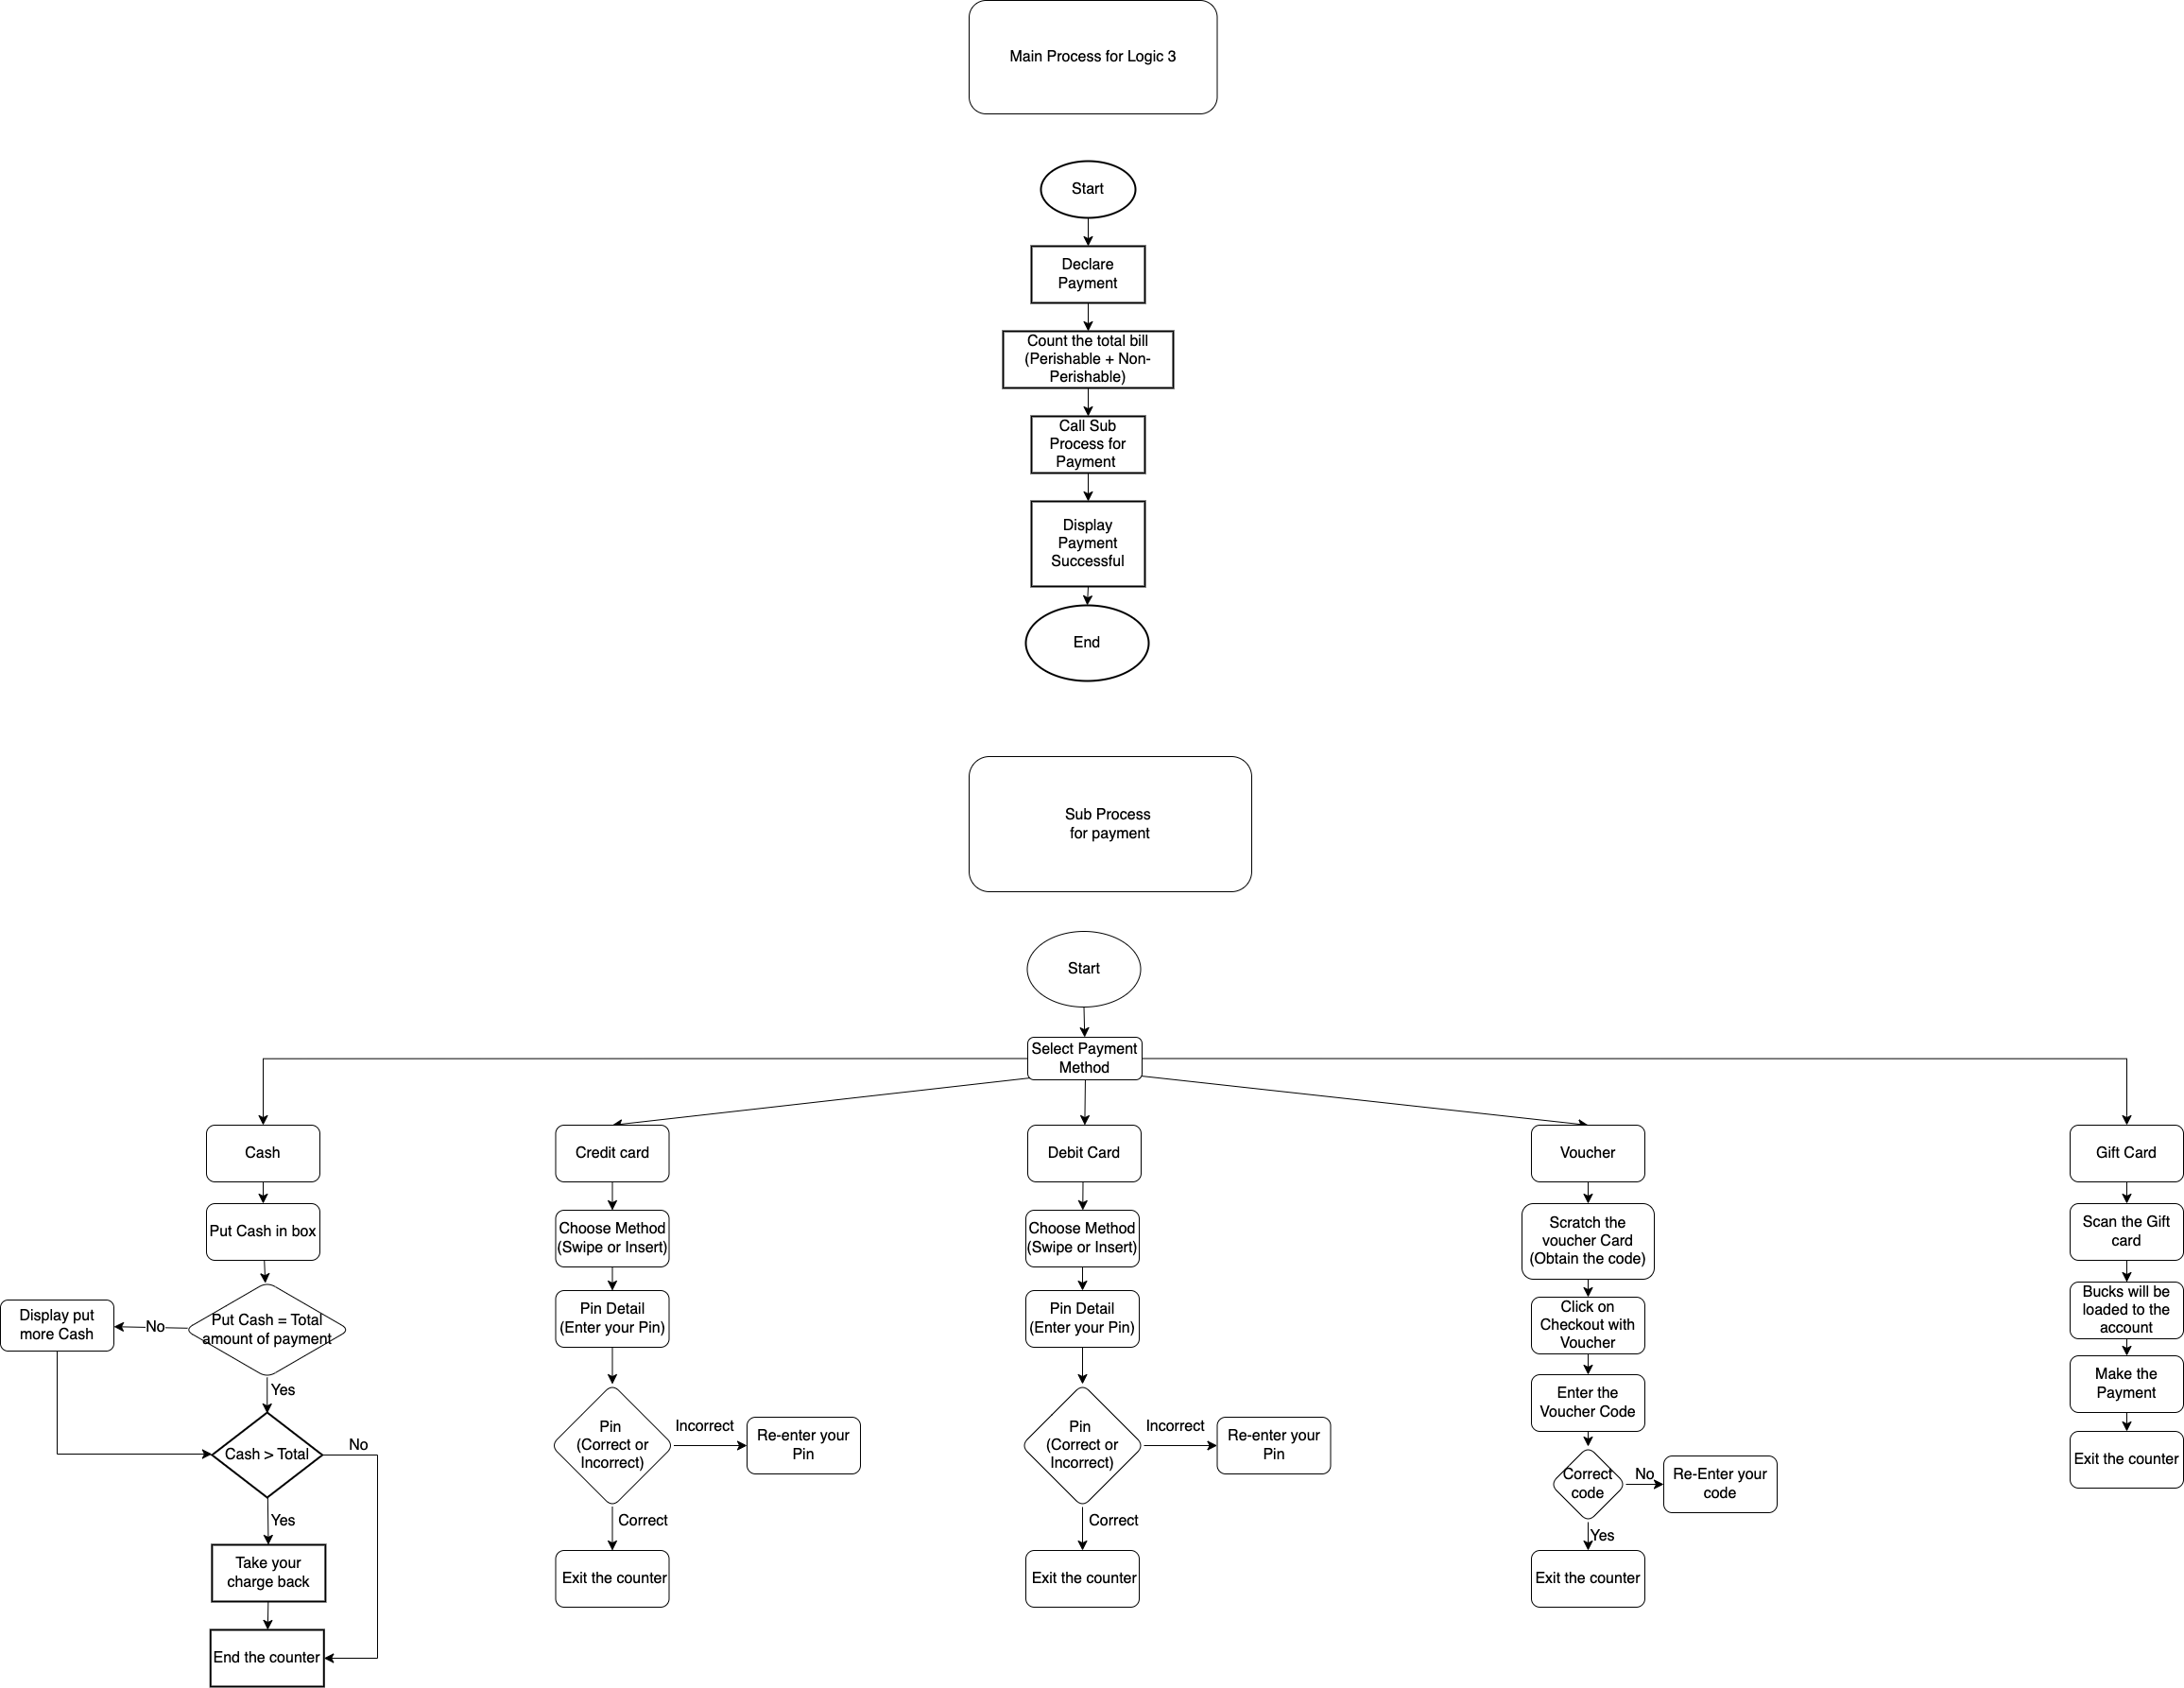 Main Process for Logic 3
Start
Declare
Payment
Count the total bill
(Perishable + Non-
Perishable)
Call Sub
Process for
Payment
Display
Payment
Successful
End
Sub Process
for payment
Start
Select Payment
Method
Cash
Put Cash in box
Put Cash = Total
amount of payment
No
Display put
more Cash
Yes
Cash > Total
No
Yes
Take your
charge back
End the counter
Credit card
Choose Method
(Swipe or Insert)
Pin Detail
(Enter your Pin)
Pin
(Correct or
Incorrect)
Incorrect
Re-enter your
Pin
Correct
Exit the counter
Debit Card
Choose Method
(Swipe or Insert)
Pin Detail
(Enter your Pin)
Pin
(Correct or
Incorrect)
Incorrect
Re-enter your
Pin
Correct
Exit the counter
Voucher
Scratch the
voucher Card
(Obtain the code)
Click on
Checkout with
Voucher
Enter the
Voucher Code
Correct
code
No
Re-Enter your
code
Yes
Exit the counter
Gift Card
Scan the Gift
card
Bucks will be
loaded to the
account
Make the
Payment
Exit the counter